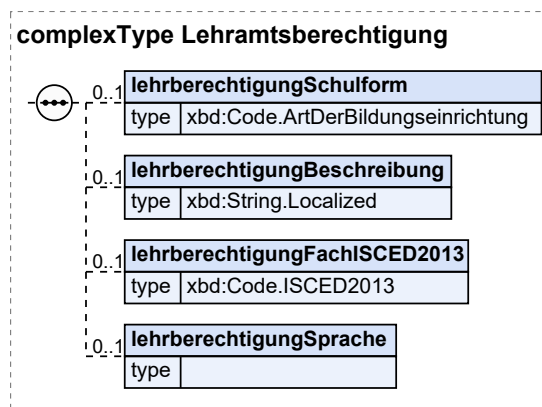 complexType Lehramtsberechtigung
0..1 lehrberechtigungSchulform
type xbd:Code.ArtDerBildungseinrichtung
0..1 lehrberechtigungBeschreibung
type xbd:String.Localized
0..1 lehrberechtigungFachISCED2013
type xbd:Code.ISCED2013
0..1 lehrberechtigungSprache
type